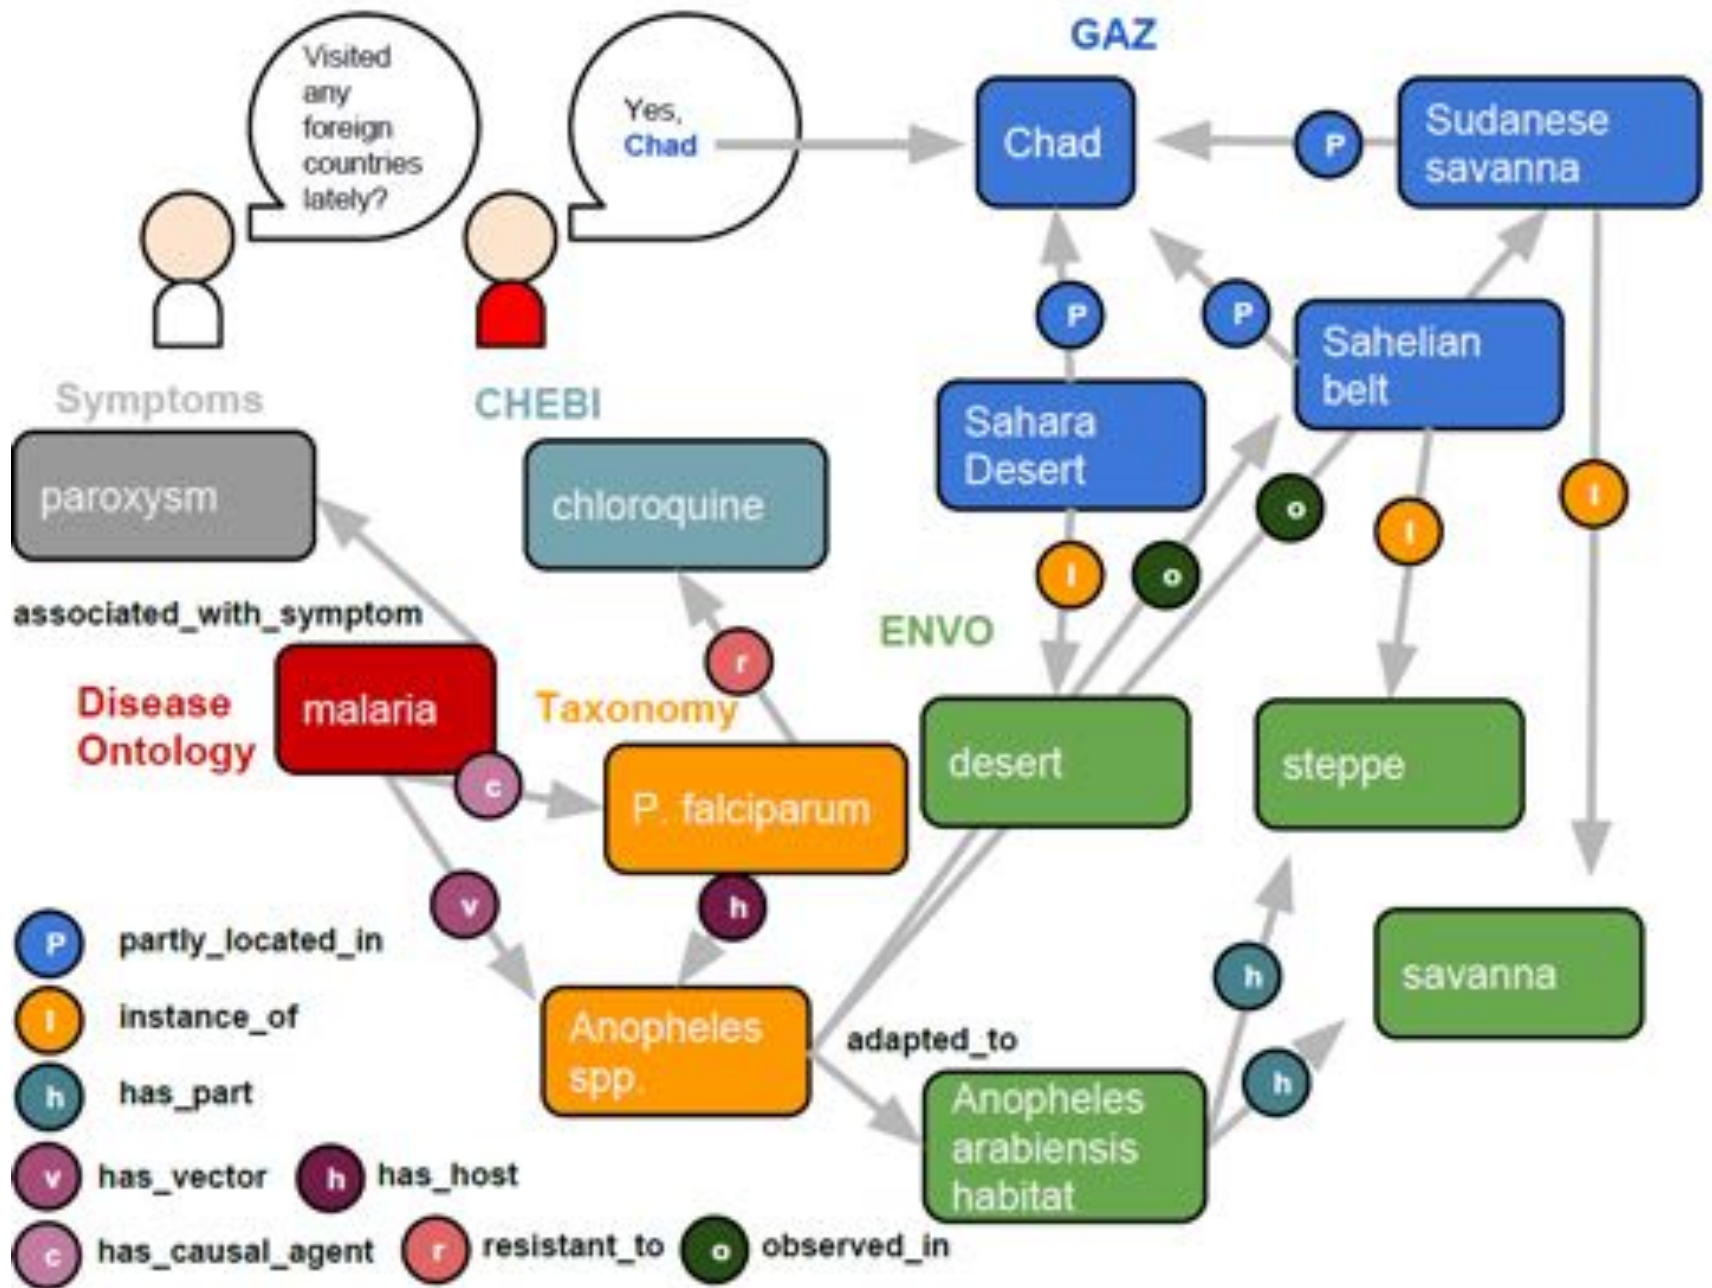 Visited
any
foreign
countries
lately?
Yes,
Chad
GAZ
Chad
P
Sudanese
savanna
P
P
Sahelian
belt
Symptoms
CHEBI
Sahara
Desert
paroxysm
chloroquine
I
o
o
I
I
associated_with_symptom
ENVO
r
Disease
Ontology
malaria
Taxonomy
c
P. falciparum
desert
steppe
v
h
P
partly_located_in
h
savanna
I
instance_of
Anopheles
spp.
adapted_to
h
h
has_part
Anopheles
arabiensis
habitat
v
has_vector
h
has_host
c
has_causal_agent
r
resistant_to
o
observed_in